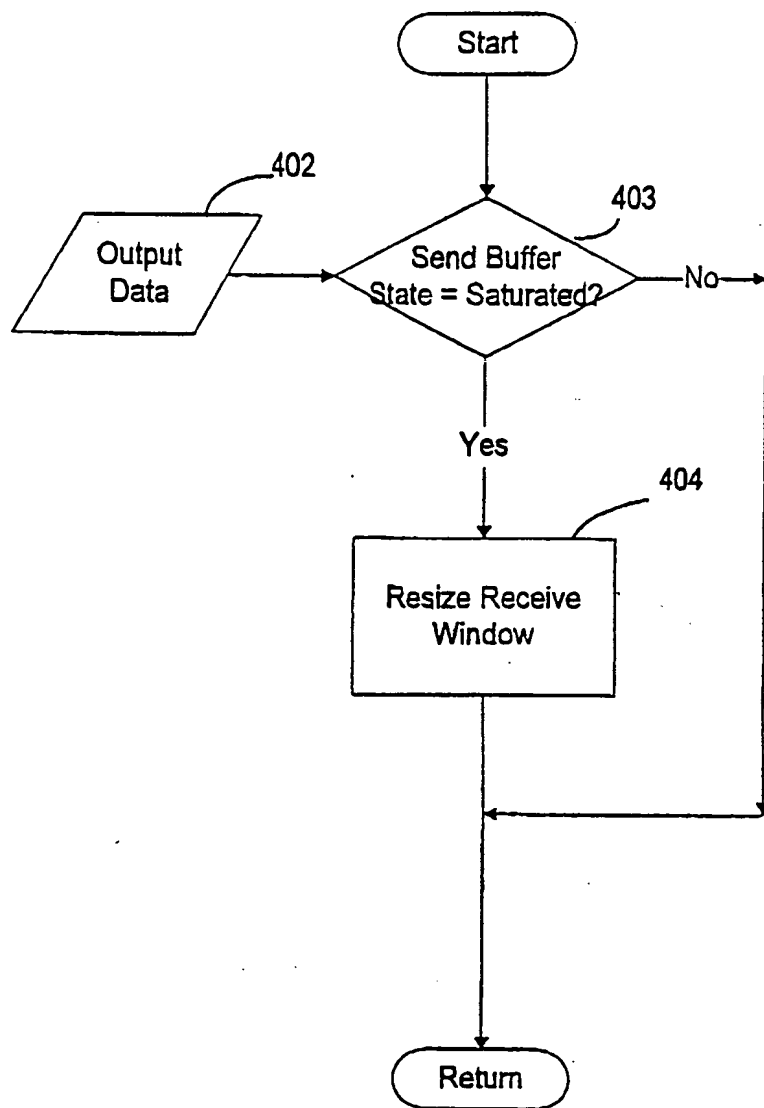 Start
402
403
Output
Data
Send Buffer
State = Saturated?
No
Yes
404
Resize Receive
Window
Return